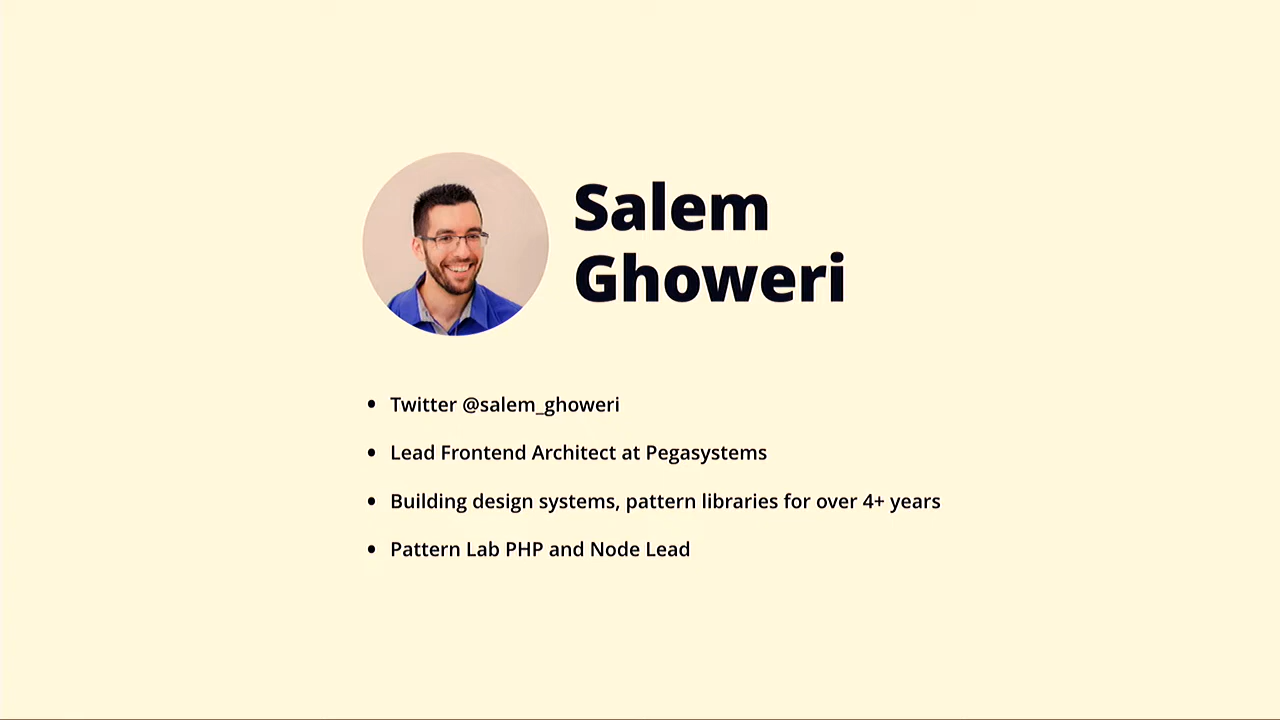 Salem
Ghoweri
• Twitter @salem_ghoweri
• Lead Frontend Architect at Pegasystems
• Building design systems, pattern libraries for over 4+ years
• Pattern Lab PHP and Node Lead